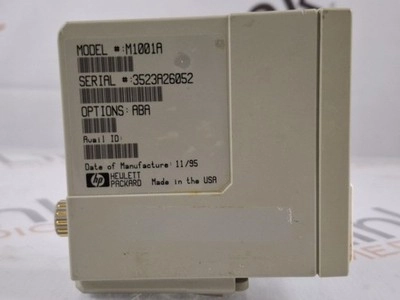 MODEL #:M1001A
SERIAL #:3523A26052
OPTIONS: ABA
Avail ID:
Date of Manufacture: 11/95
hp HEWLETT
PACKARD Made in the USA